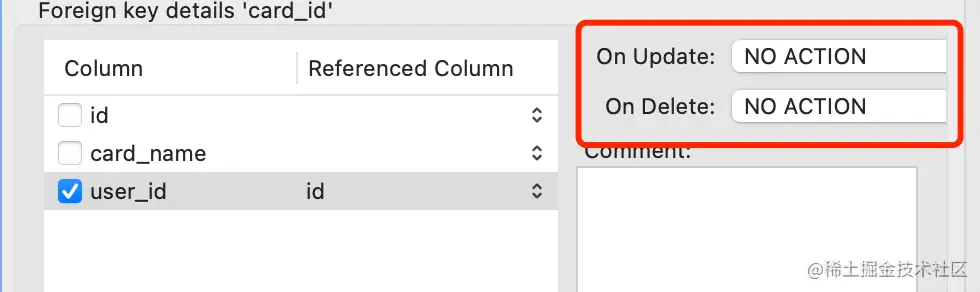 Foreign key details 'card_id'
Column Referenced Column
id
card_name
user_id id
On Update: NO ACTION
On Delete: NO ACTION
Comment:
@稀土掘金技术社区